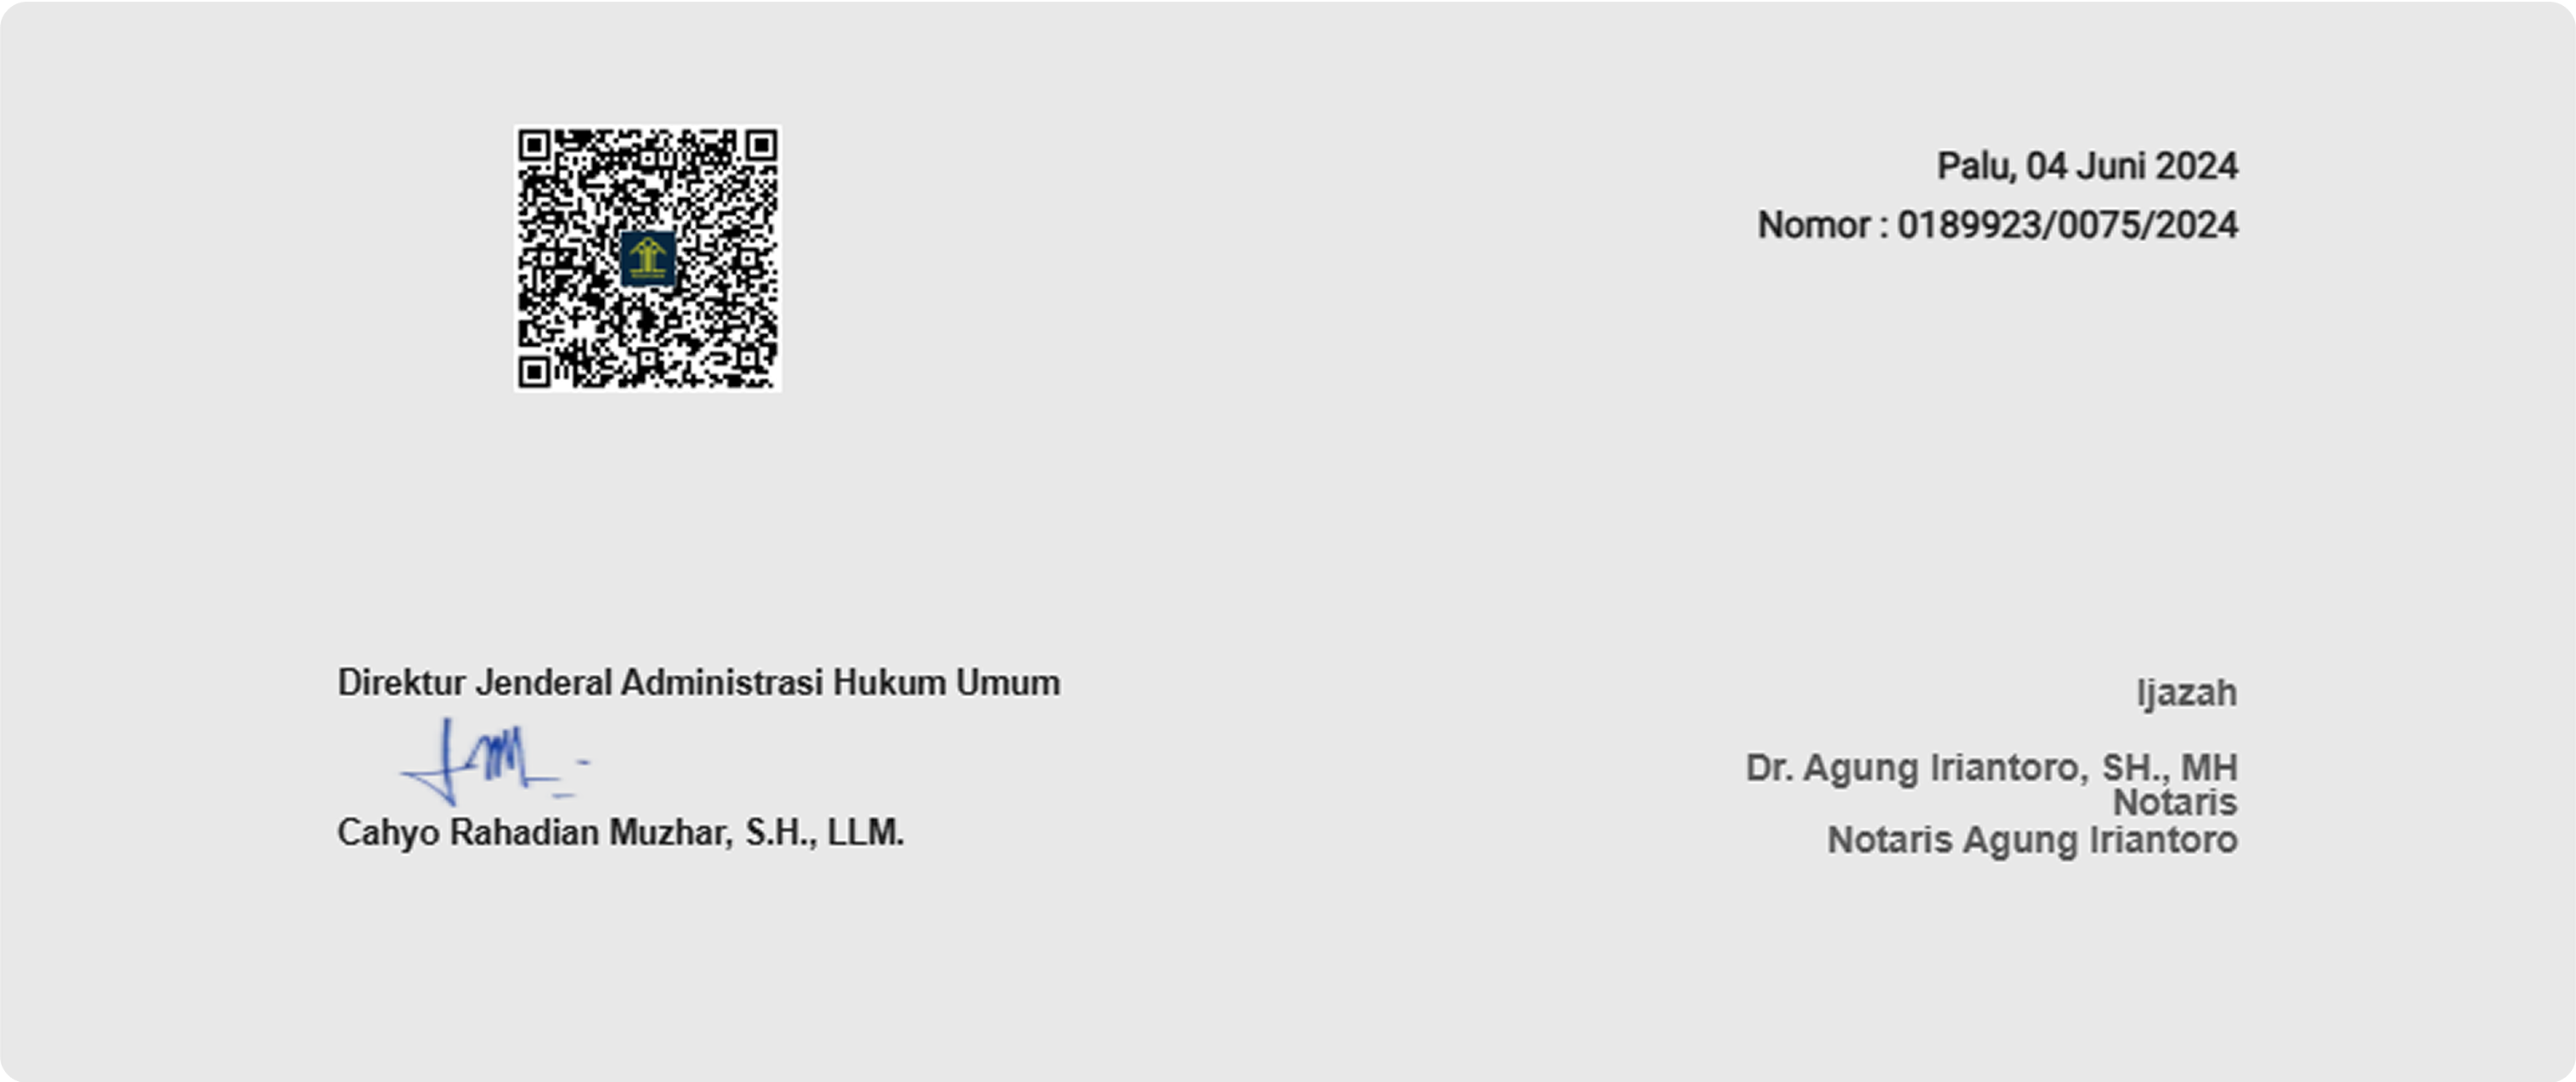 Palu, 04 Juni 2024
Nomor : 0189923/0075/2024
Direktur Jenderal Administrasi Hukum Umum
Cahyo Rahadian Muzhar, S.H., LLM.
Ijazah
Dr. Agung Iriantoro, SH., MH
Notaris
Notaris Agung Iriantoro